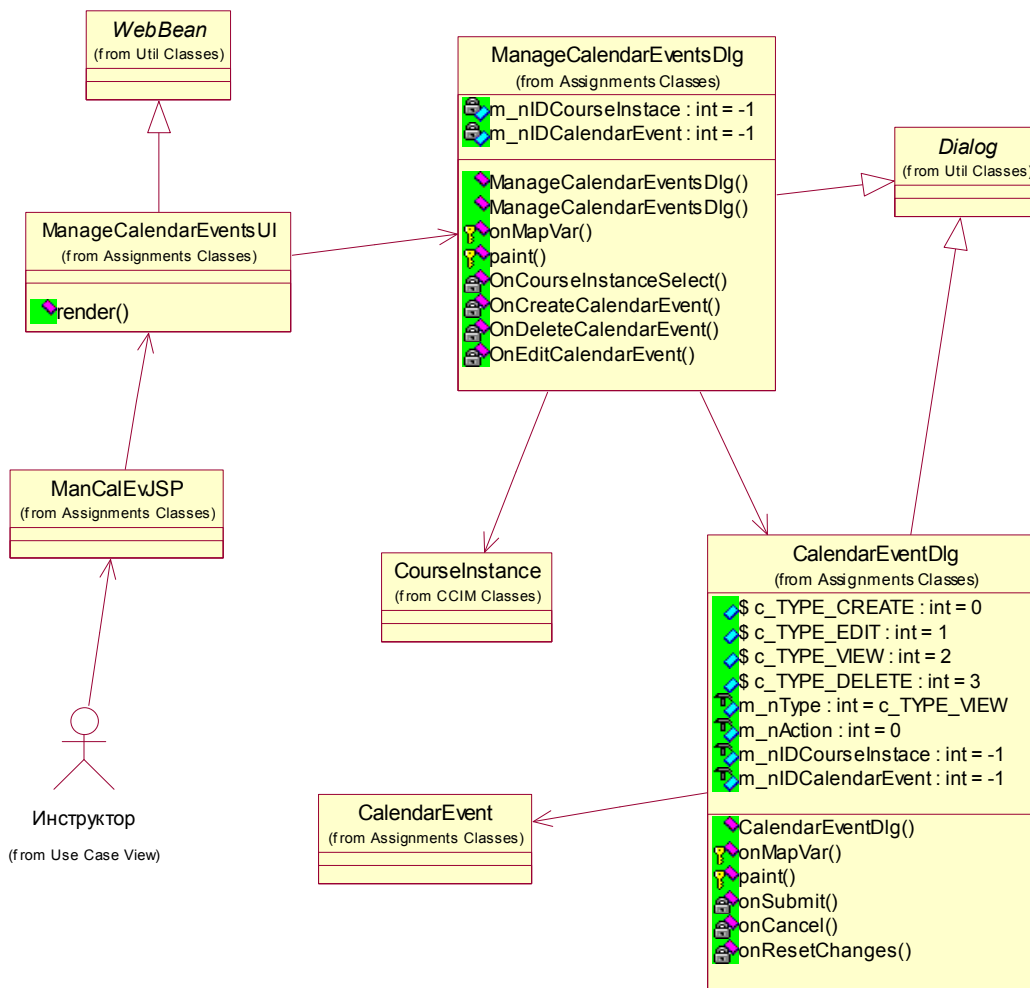 WebBean
(from Util Classes)
ManageCalendarEventsDlg
(from Assignments Classes)
m_nIDCourseInstace : int = -1
m_nIDCalendarEvent : int = -1
ManageCalendarEventsDlg()
ManageCalendarEventsDlg()
onMapVar()
paint()
OnCourseInstanceSelect()
OnCreateCalendarEvent()
OnDeleteCalendarEvent()
OnEditCalendarEvent()
Dialog
(from Util Classes)
ManageCalendarEventsUI
(from Assignments Classes)
render()
ManCalEvJSP
(from Assignments Classes)
CourseInstance
(from CCIM Classes)
CalendarEventDlg
(from Assignments Classes)
$ c_TYPE_CREATE : int = 0
$ c_TYPE_EDIT : int = 1
$ c_TYPE_VIEW : int = 2
$ c_TYPE_DELETE : int = 3
m_nType : int = c_TYPE_VIEW
m_nAction : int = 0
m_nIDCourseInstace : int = -1
m_nIDCalendarEvent : int = -1
CalendarEventDlg()
onMapVar()
paint()
onSubmit()
onCancel()
onResetChanges()
Инструктор
(from Use Case View)
CalendarEvent
(from Assignments Classes)